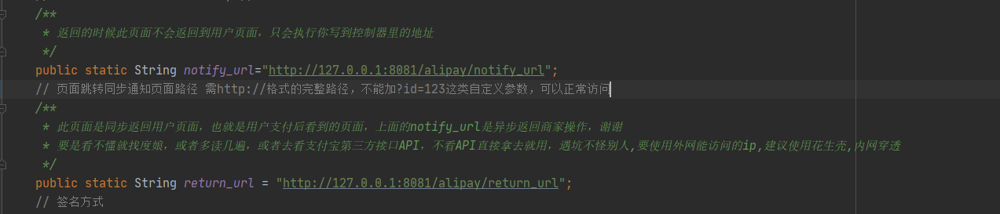 /**
* 返回的时候此页面不会返回到用户页面，只会执行你写到控制器里的地址
*/
public static String notify_url="http://127.0.0.1:8081/alipay/notify_url";
// 页面跳转同步通知页面路径 需http://格式的完整路径，不能加?id=123这类自定义参数，可以正常访问
/**
* 此页面是同步返回用户页面，也就是用户支付后看到的页面，上面的notify_url是异步返回商家操作，谢谢
* 要是看不懂就找度娘，或者多读几遍，或者去看支付宝第三方接口API，不看API直接拿去就用，遇坑不怪别人,要使用外网能访问的ip,建议使用花生壳,内网穿透
*/
public static String return_url = "http://127.0.0.1:8081/alipay/return_url";
// 签名方式